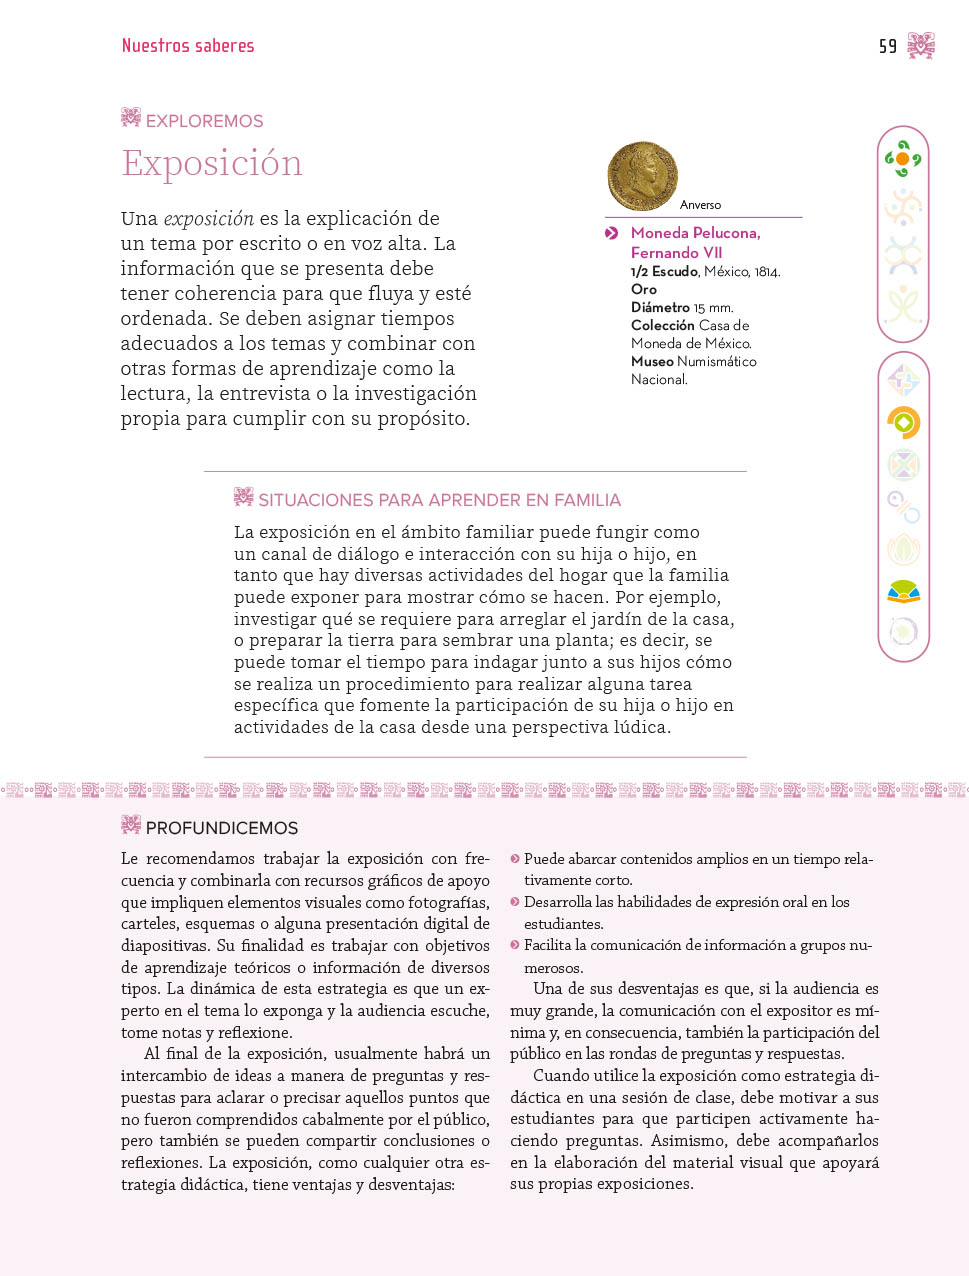 Nuestros saberes
59
EXPLOREMOS
Exposición
Una exposición es la explicación de
un tema por escrito o en voz alta. La
información que se presenta debe
tener coherencia para que fluya y esté
ordenada. Se deben asignar tiempos
adecuados a los temas y combinar con
otras formas de aprendizaje como la
lectura, la entrevista o la investigación
propia para cumplir con su propósito.
Anverso
Moneda Pelucona,
Fernando VII
1/2 Escudo, México, 1814.
Oro
Diámetro 15 mm.
Colección Casa de
Moneda de México.
Museo Numismático
Nacional.
SITUACIONES PARA APRENDER EN FAMILIA
La exposición en el ámbito familiar puede fungir como
un canal de diálogo e interacción con su hija o hijo, en
tanto que hay diversas actividades del hogar que la familia
puede exponer para mostrar cómo se hacen. Por ejemplo,
investigar qué se requiere para arreglar el jardín de la casa,
o preparar la tierra para sembrar una planta; es decir, se
puede tomar el tiempo para indagar junto a sus hijos cómo
se realiza un procedimiento para realizar alguna tarea
específica que fomente la participación de su hija o hijo en
actividades de la casa desde una perspectiva lúdica.
PROFUNDICEMOS
Le recomendamos trabajar la exposición con fre-
cuencia y combinarla con recursos gráficos de apoyo
que impliquen elementos visuales como fotografías,
carteles, esquemas o alguna presentación digital de
diapositivas. Su finalidad es trabajar con objetivos
de aprendizaje teóricos o información de diversos
tipos. La dinámica de esta estrategia es que un ex-
perto en el tema lo exponga y la audiencia escuche,
tome notas y reflexione.
Al final de la exposición, usualmente habrá un
intercambio de ideas a manera de preguntas y res-
puestas para aclarar o precisar aquellos puntos que
no fueron comprendidos cabalmente por el público,
pero también se pueden compartir conclusiones o
reflexiones. La exposición, como cualquier otra es-
trategia didáctica, tiene ventajas y desventajas:
Puede abarcar contenidos amplios en un tiempo rela-
tivamente corto.
Desarrolla las habilidades de expresión oral en los
estudiantes.
Facilita la comunicación de información a grupos nu-
merosos.
Una de sus desventajas es que, si la audiencia es
muy grande, la comunicación con el expositor es mí-
nima y, en consecuencia, también la participación del
público en las rondas de preguntas y respuestas.
Cuando utilice la exposición como estrategia di-
dáctica en una sesión de clase, debe motivar a sus
estudiantes para que participen activamente ha-
ciendo preguntas. Asimismo, debe acompañarlos
en la elaboración del material visual que apoyará
sus propias exposiciones.